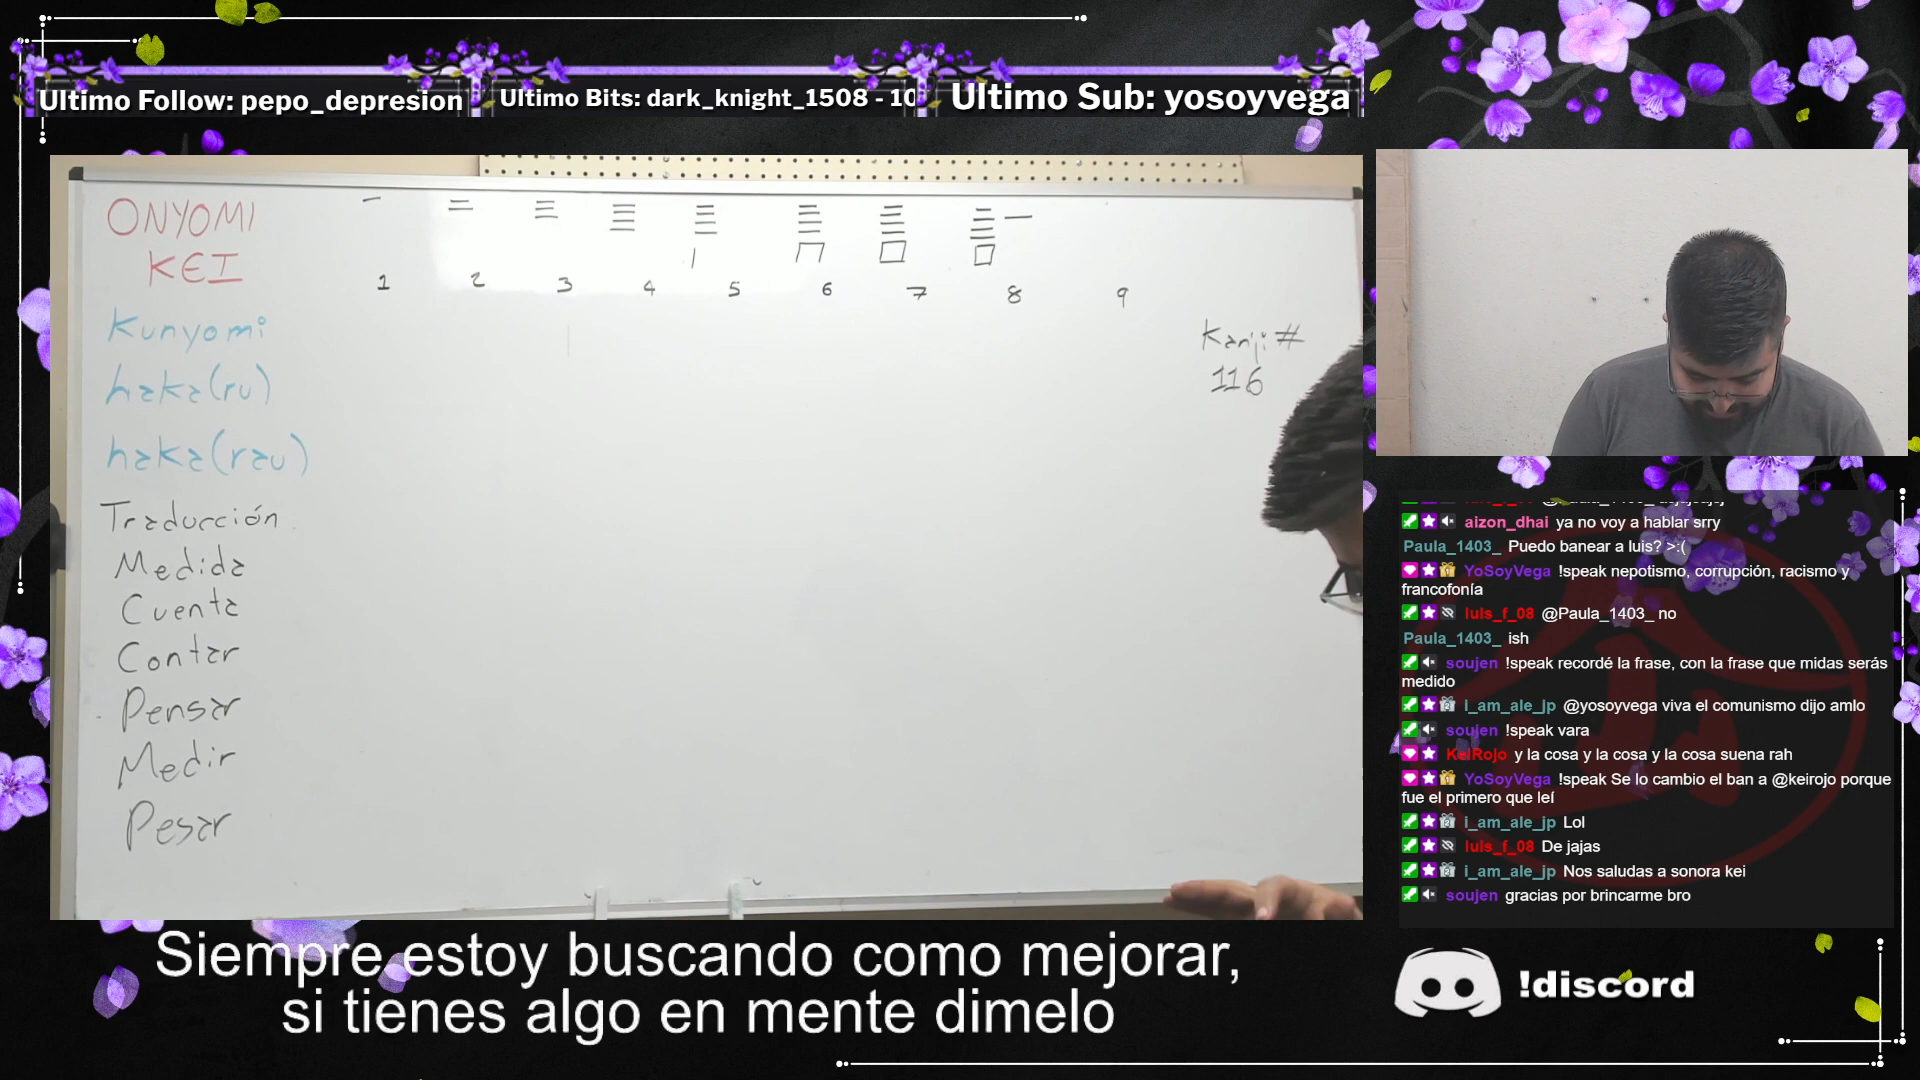 Ultimo Follow: pepo_depresion
Ultimo Bits: dark_knight_1508 - 10
Ultimo Sub: yosoyvega
ONYOMI
KEI
Kunyomi
haka(ru)
haka(rau)
Traducción
Medida
Cuenta
Contar
Pensar
Medir
Pesar
1 2 3 4 5 6 7 8 9
Kanji #
116
aizon_dhai ya no voy a hablar srry
Paula_1403_ Puedo banear a luis? >:(
YoSoyVega !speak nepotismo, corrupción, racismo y
francofonía
luis_f_08 @Paula_1403_ no
Paula_1403_ ish
soujen !speak recordé la frase, con la frase que midas serás
medido
i_am_ale_jp @yosoyvega viva el comunismo dijo amlo
soujen !speak vara
KeiRojo y la cosa y la cosa y la cosa suena rah
YoSoyVega !speak Se lo cambio el ban a @keirojo porque
fue el primero que leí
i_am_ale_jp Lol
luis_f_08 De jajas
i_am_ale_jp Nos saludas a sonora kei
soujen gracias por brincarme bro
Siempre estoy buscando como mejorar,
si tienes algo en mente dimelo
!discord